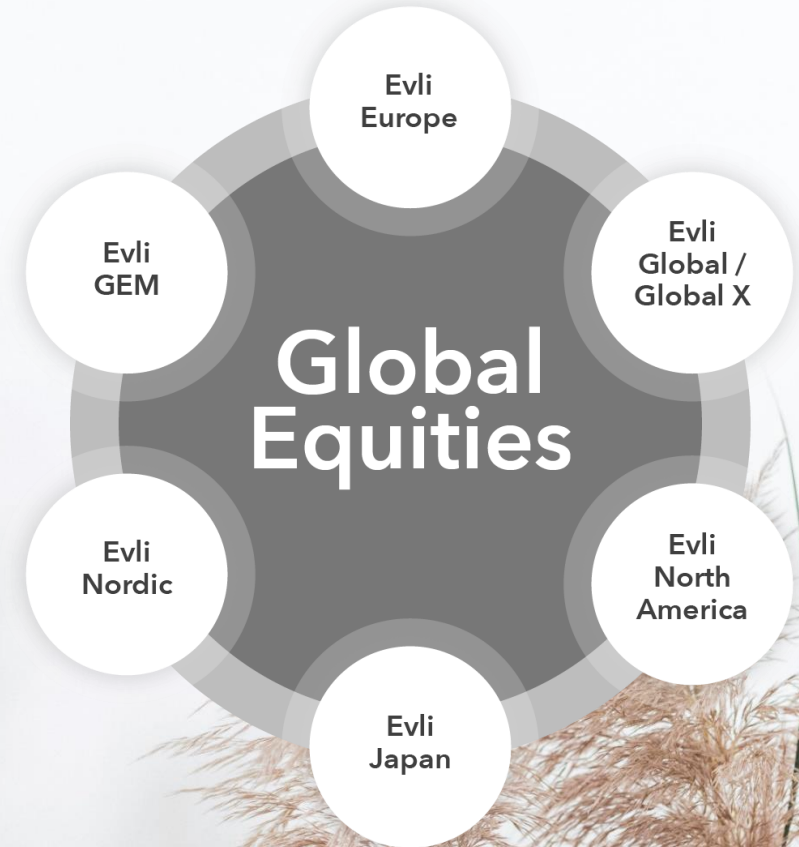 Evli
Europe
Evli
Global /
Global X
Evli
North
America
Evli
Japan
Evli
Nordic
Evli
GEM
Global
Equities